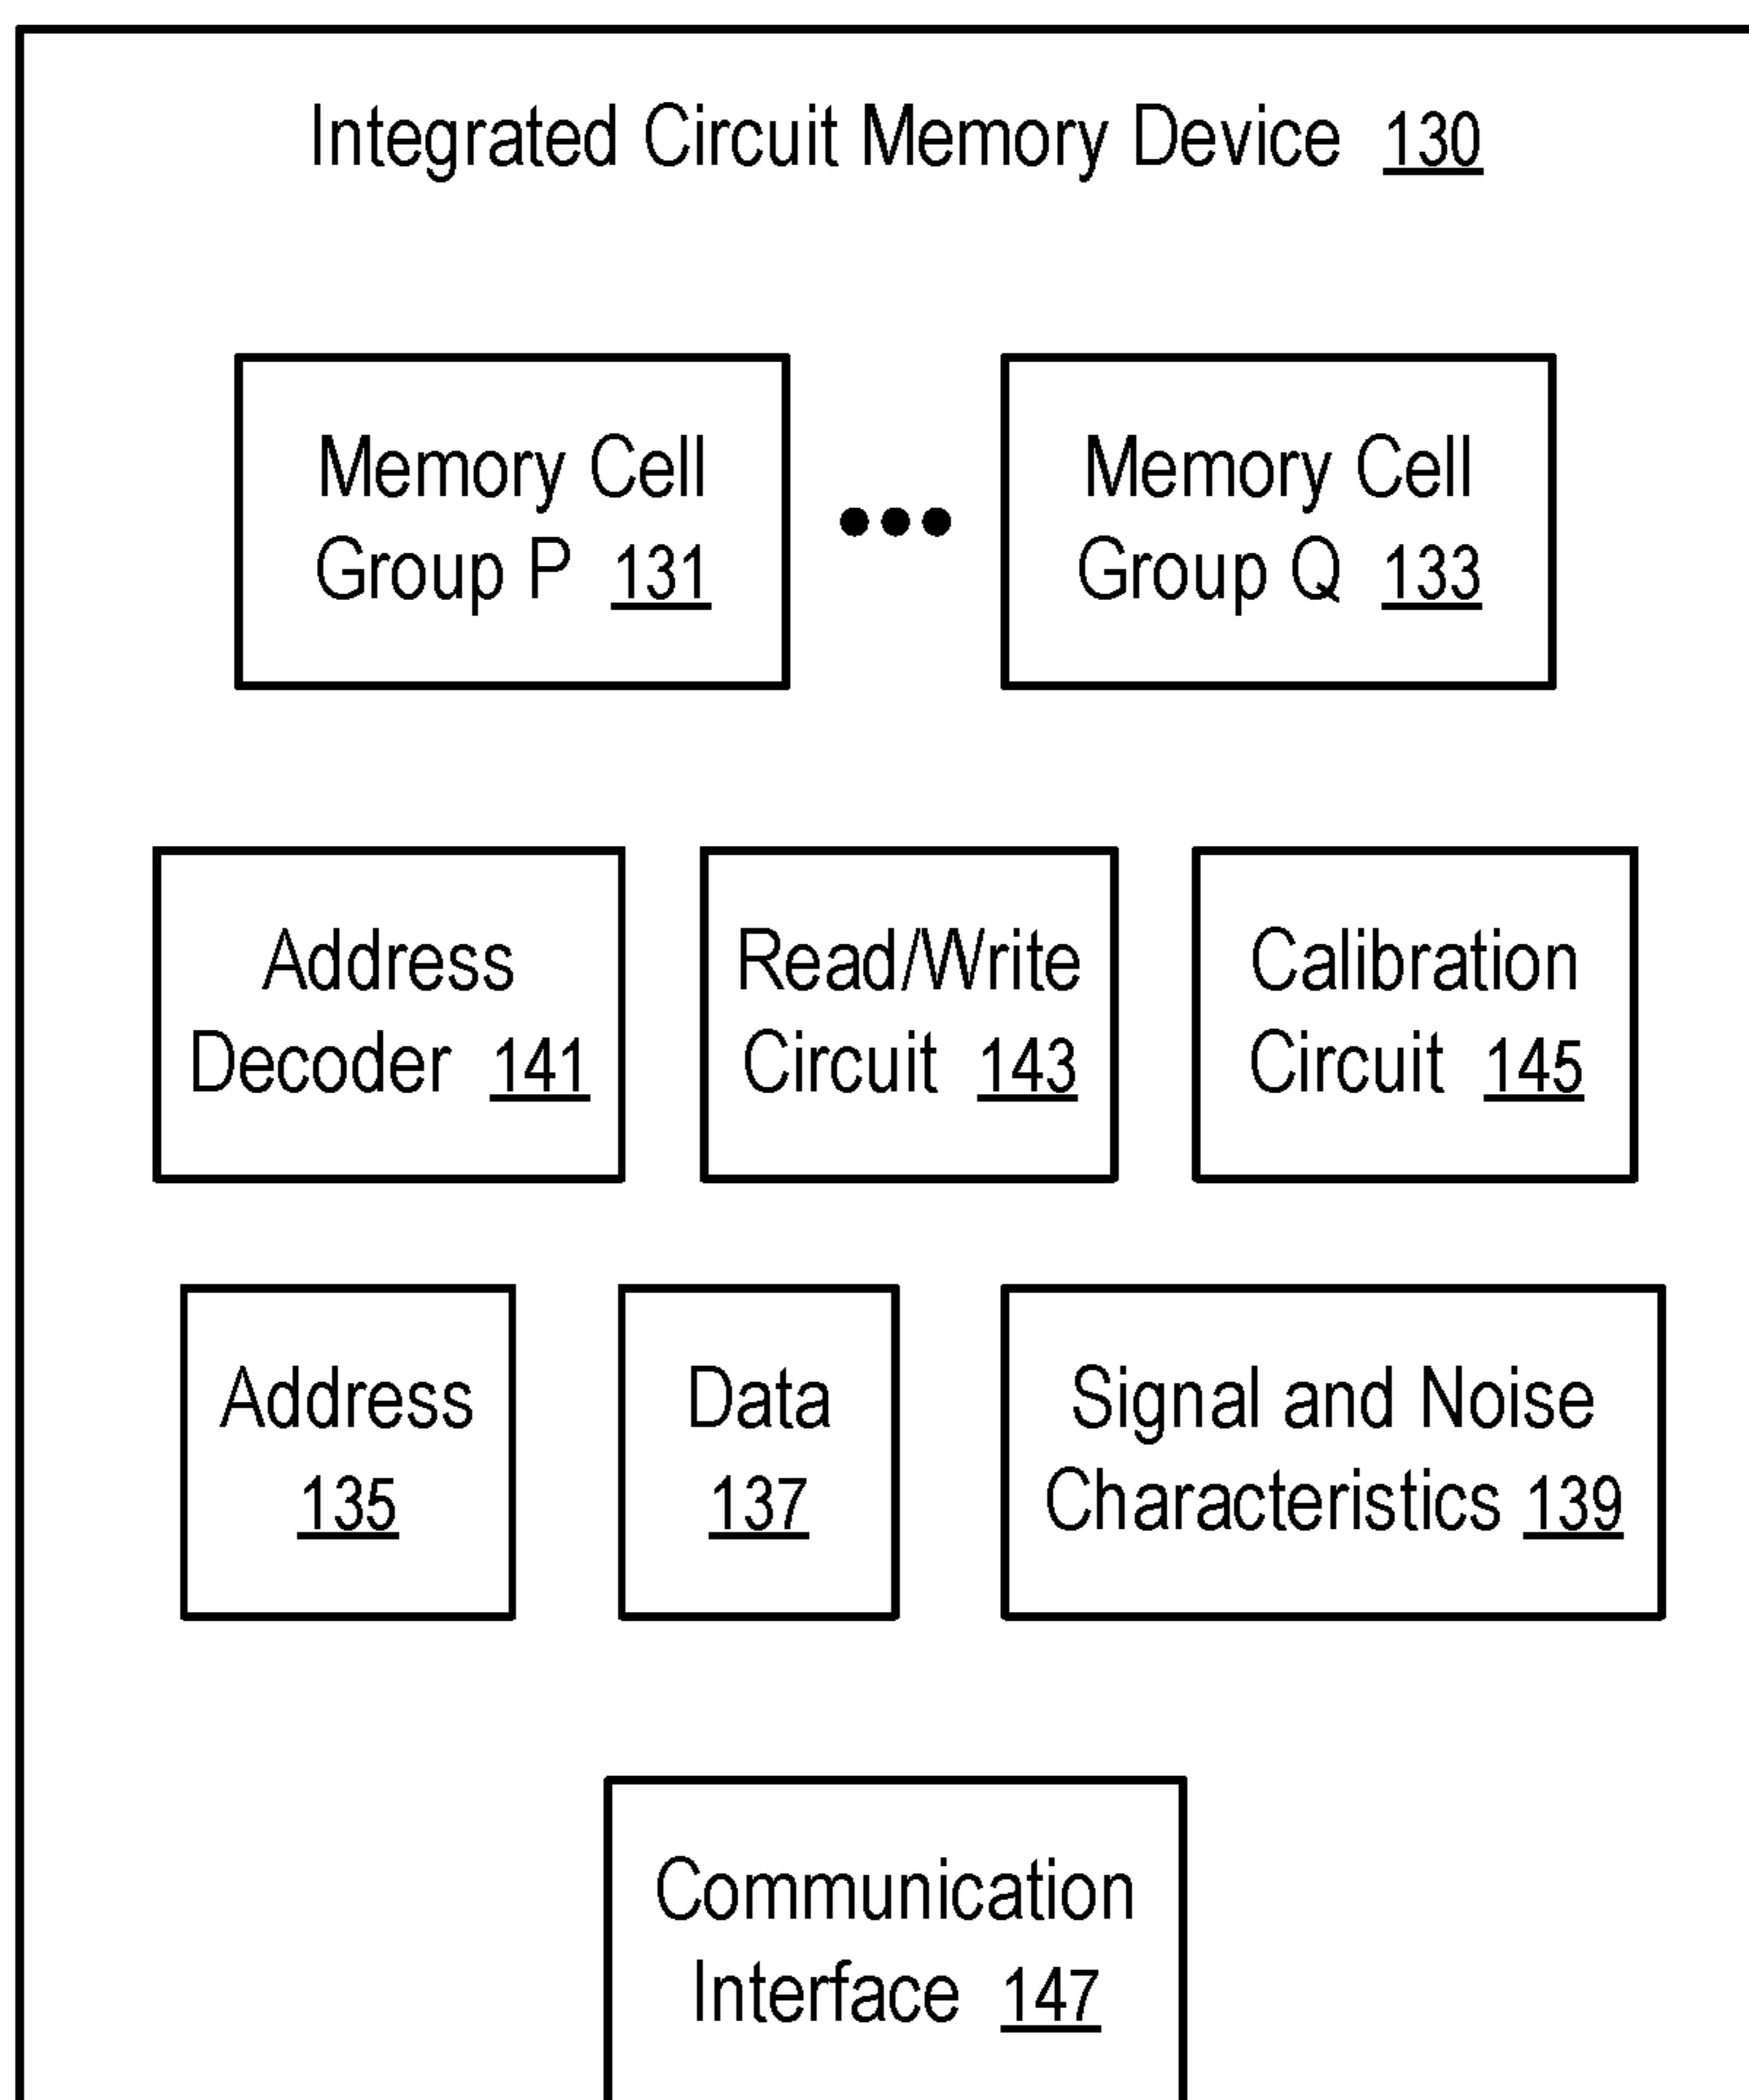 Integrated Circuit Memory Device 130
Memory Cell
Group P 131
Memory Cell
Group Q 133
Address
Decoder 141
Read/Write
Circuit 143
Calibration
Circuit 145
Address
135
Data
137
Signal and Noise
Characteristics 139
Communication
Interface 147